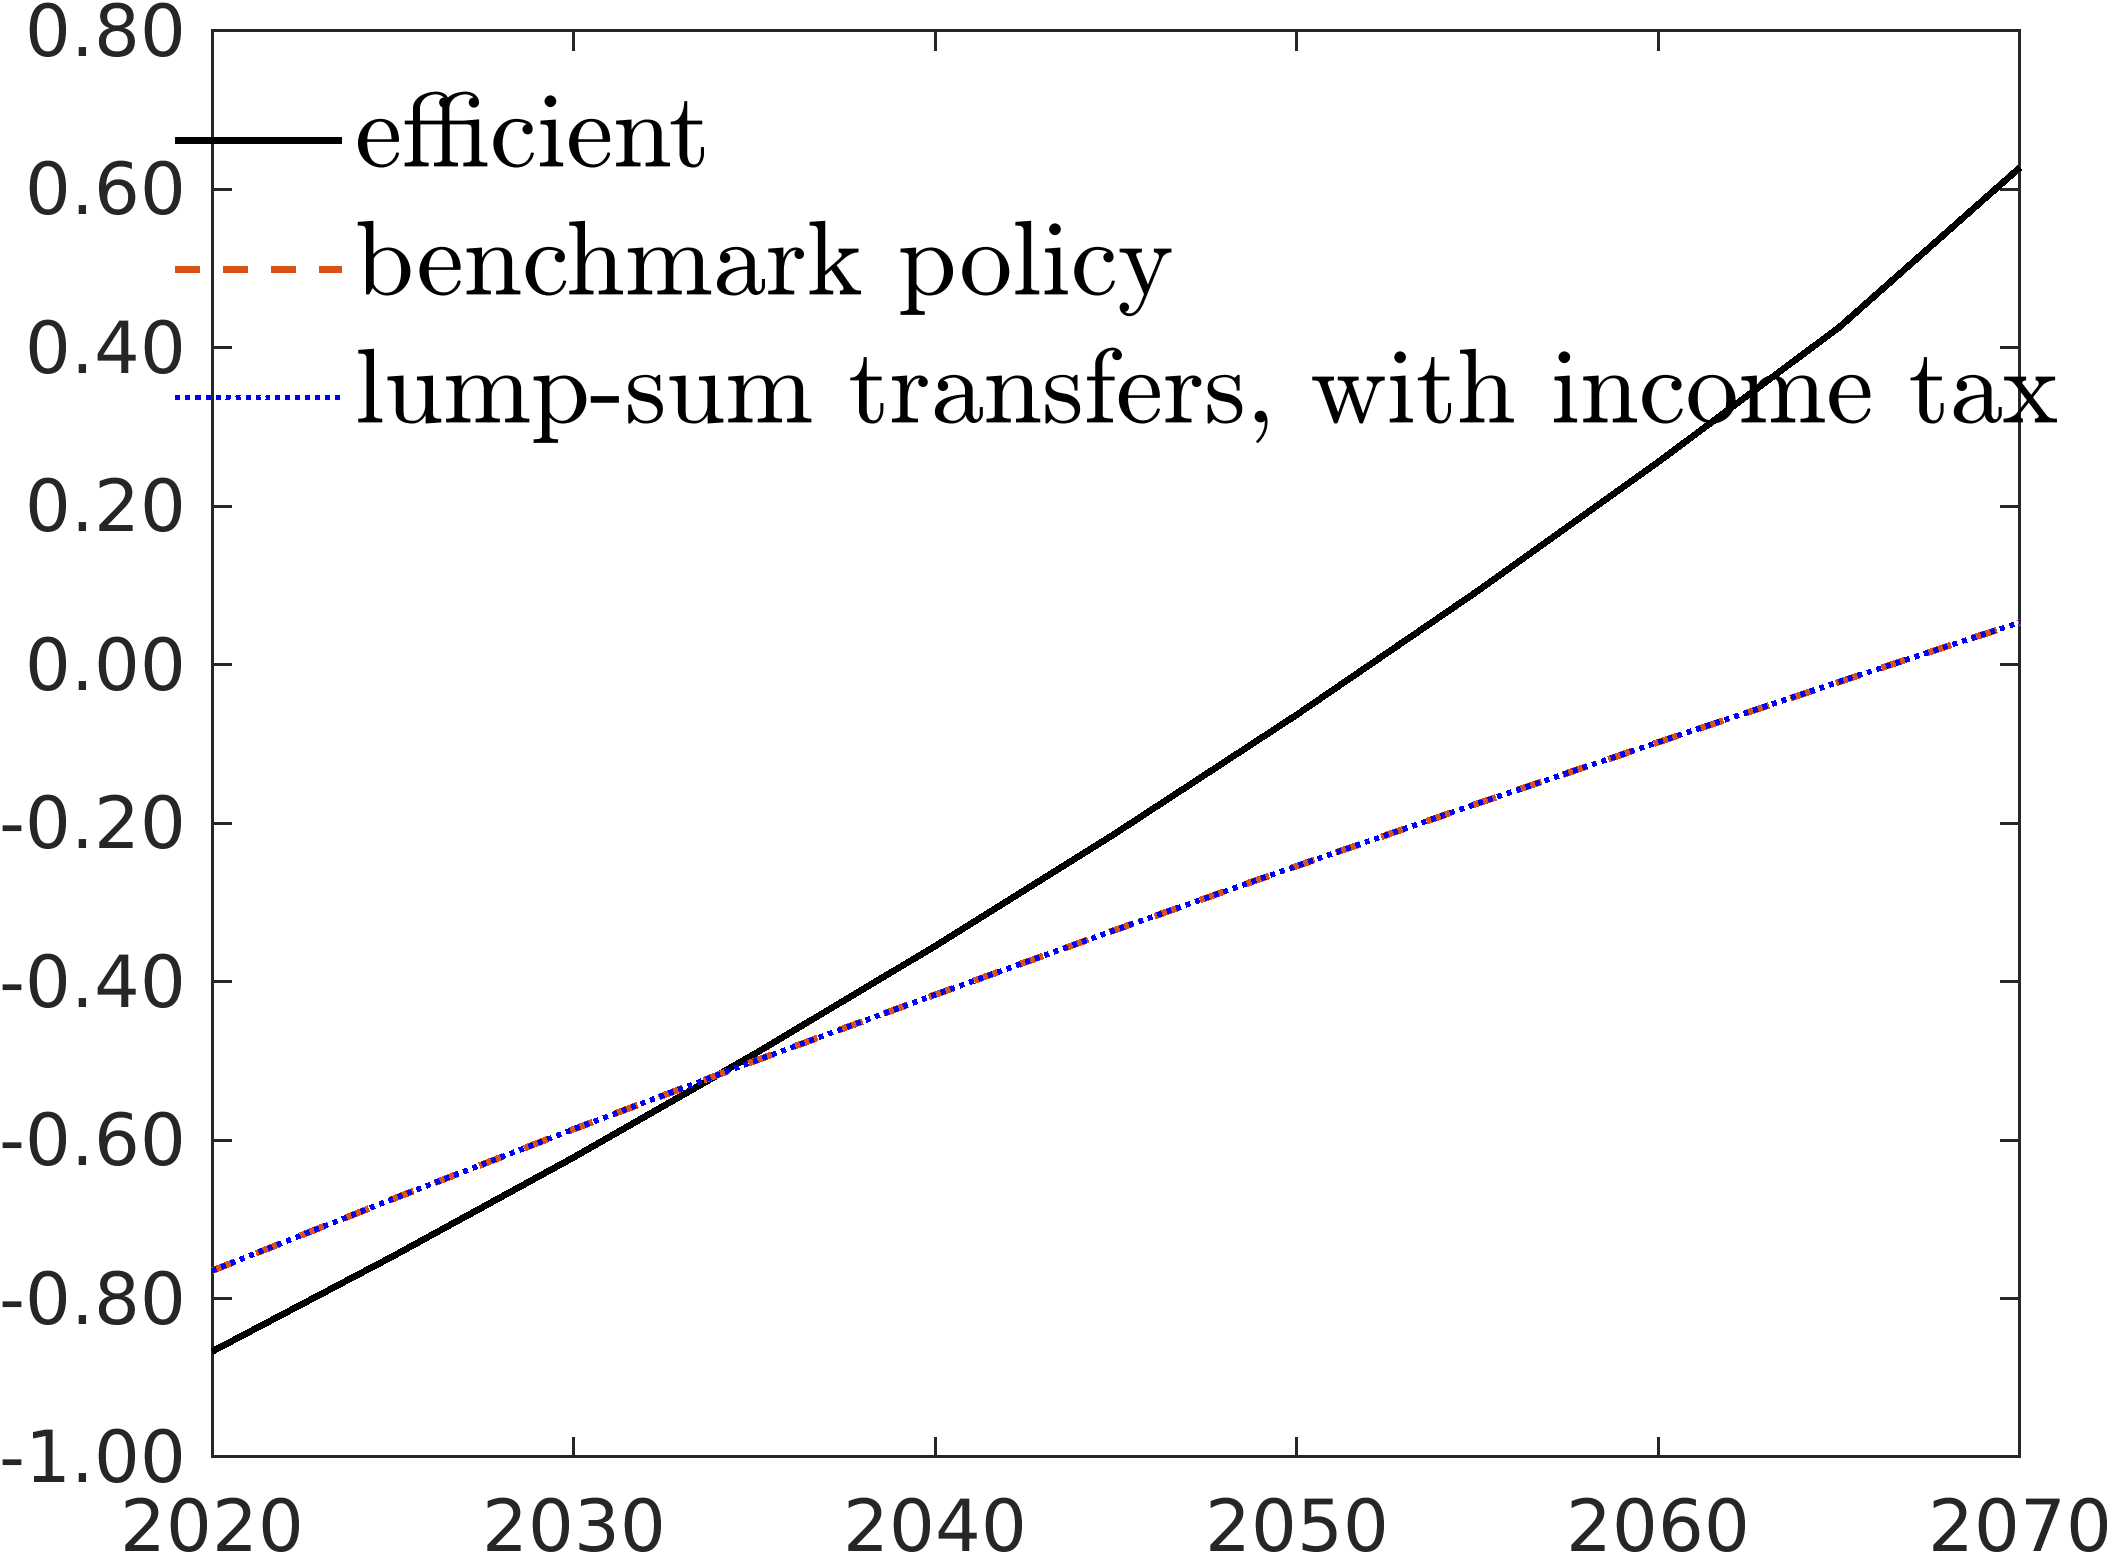 0.80
efficient
0.60
benchmark policy
0.40
lump-sum transfers, with income tax
0.20
0.00
-0.20
-0.40
-0.60
-0.80
-1.00
2020 2030 2040 2050 2060 2070